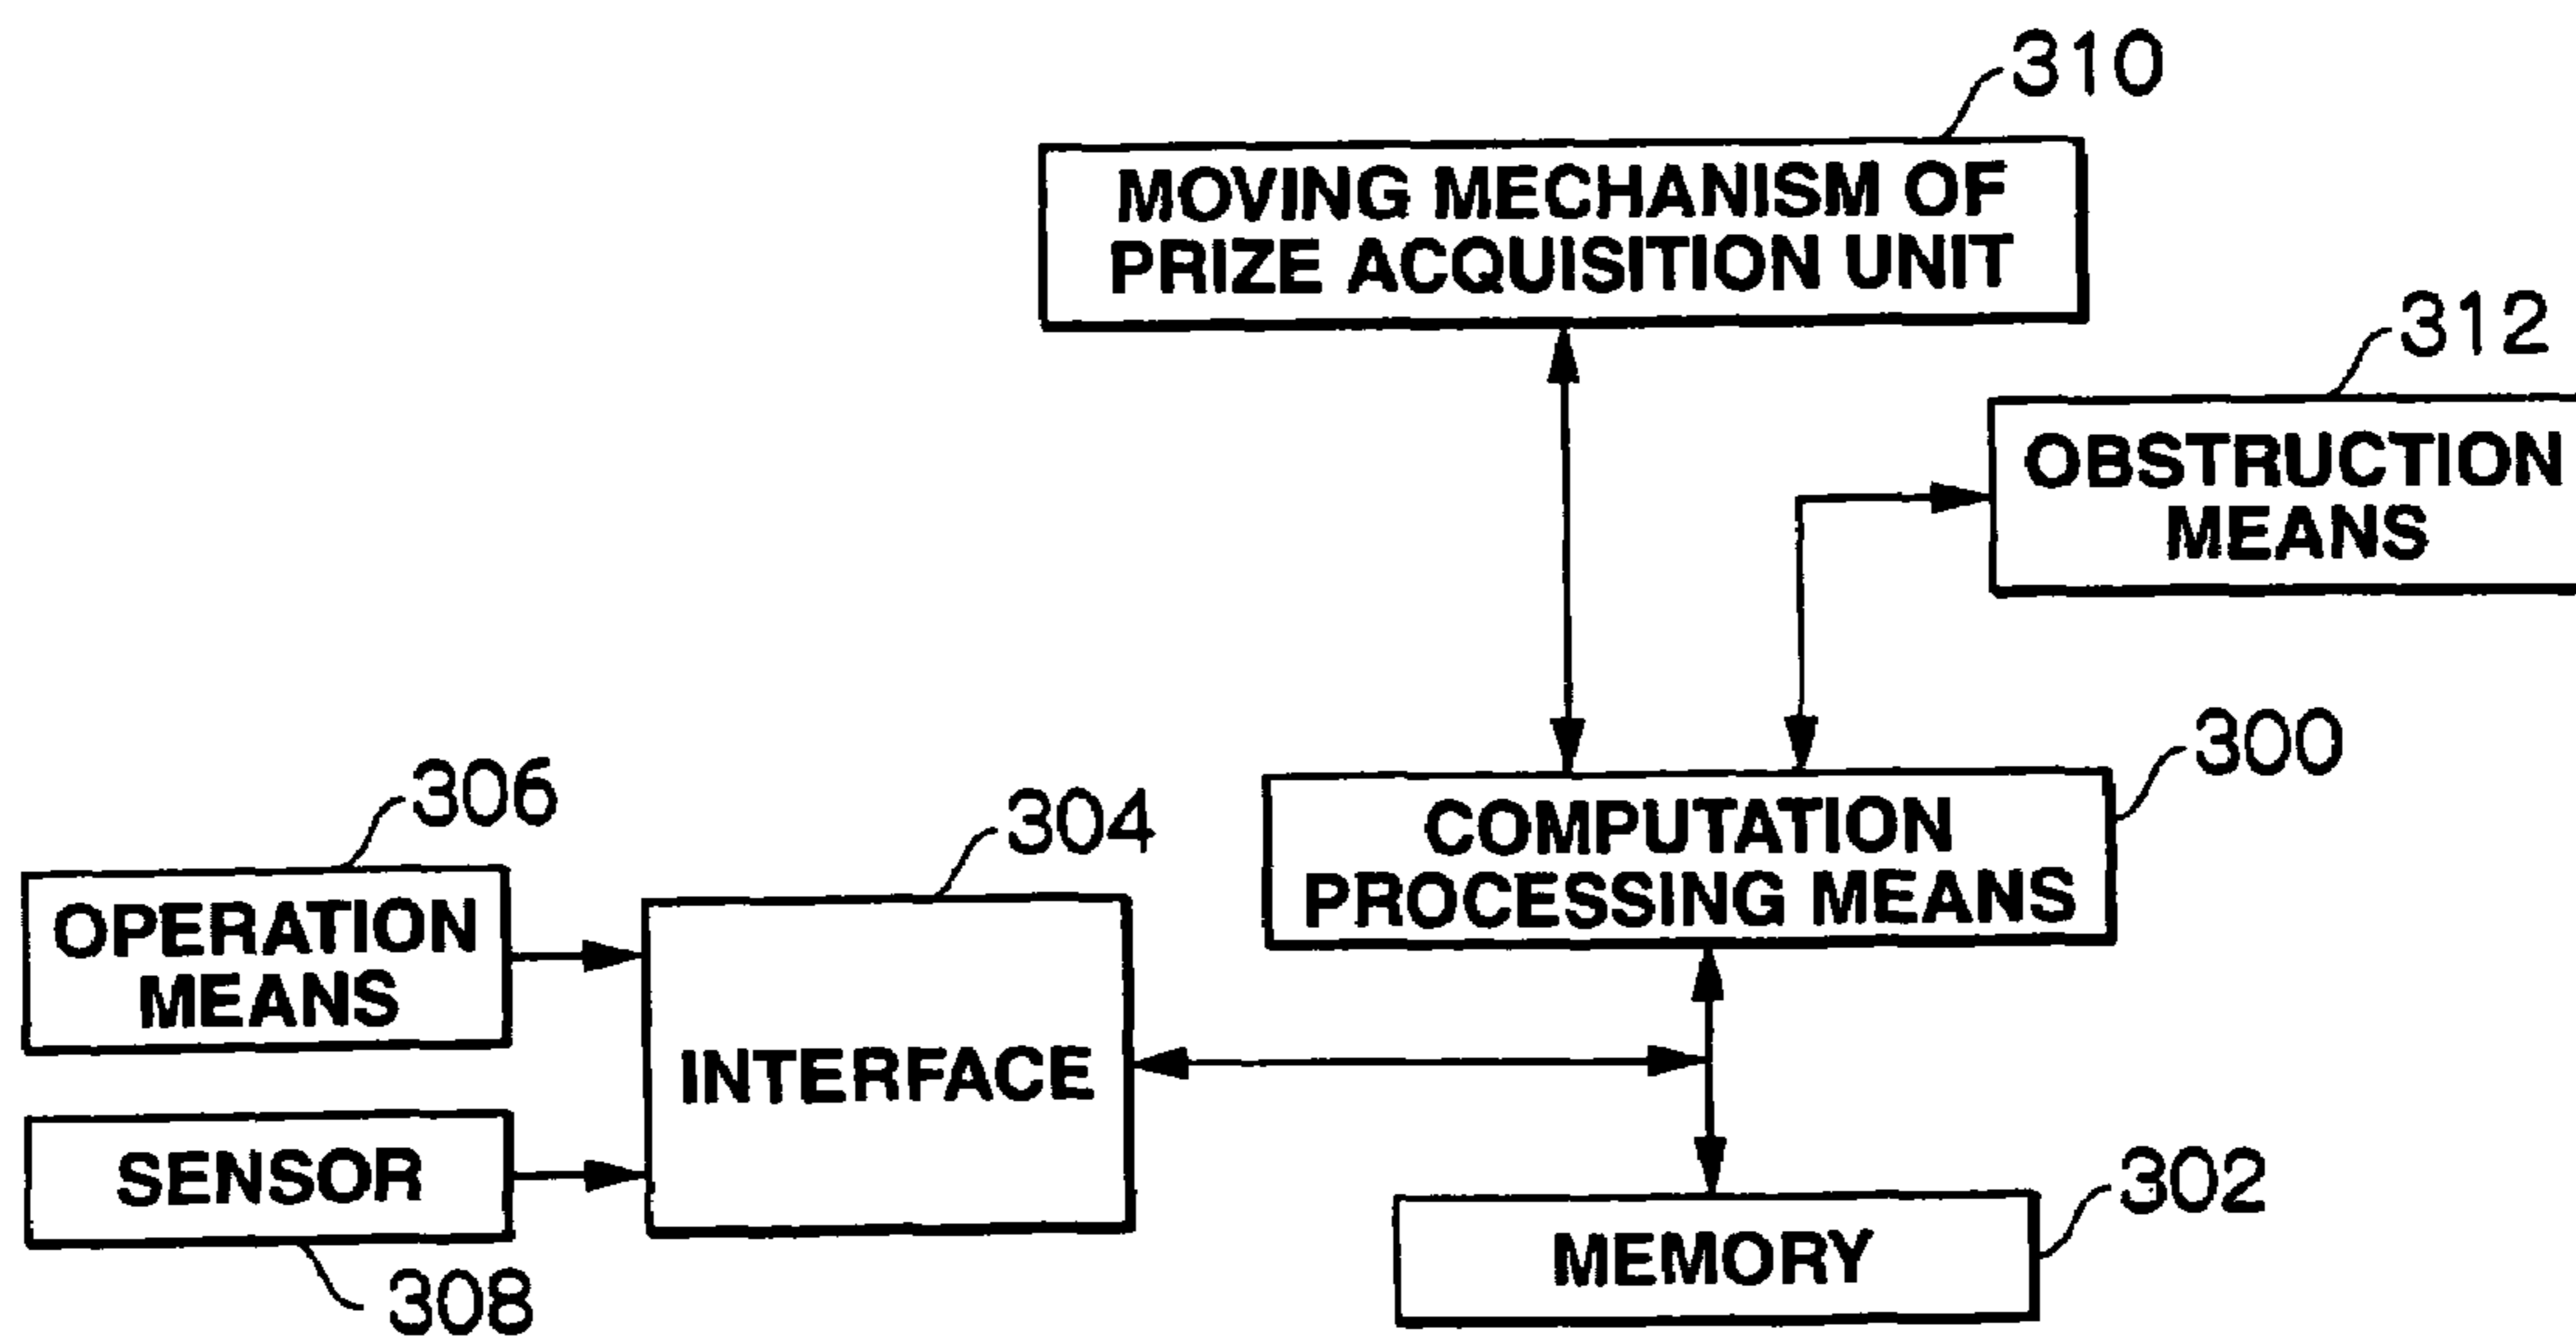 310
MOVING MECHANISM OF
PRIZE ACQUISITION UNIT
312
OBSTRUCTION
MEANS
300
COMPUTATION
PROCESSING MEANS
306
OPERATION
MEANS
304
INTERFACE
SENSOR
308
302
MEMORY